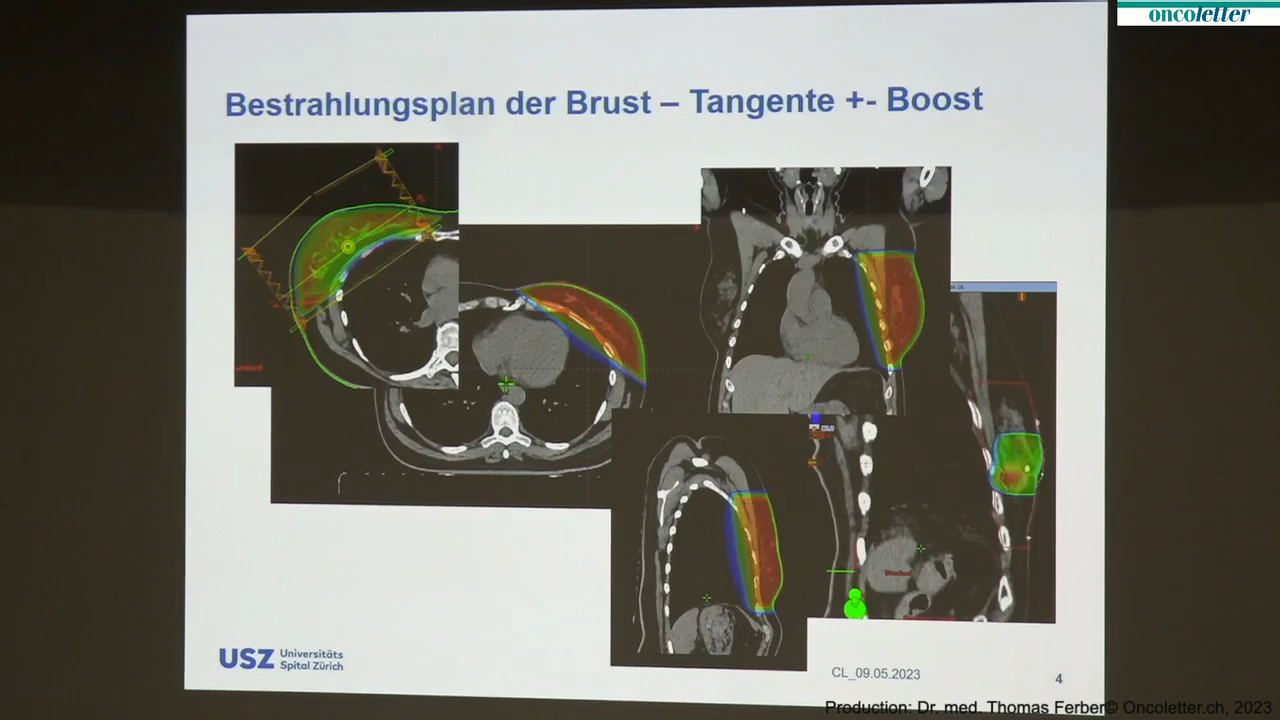 oncoletter
Bestrahlungsplan der Brust – Tangente +- Boost
USZ Universitäts
Spital Zürich
CL_09.05.2023
4
Production: Dr. med. Thomas Ferber© Oncoletter.ch, 2023